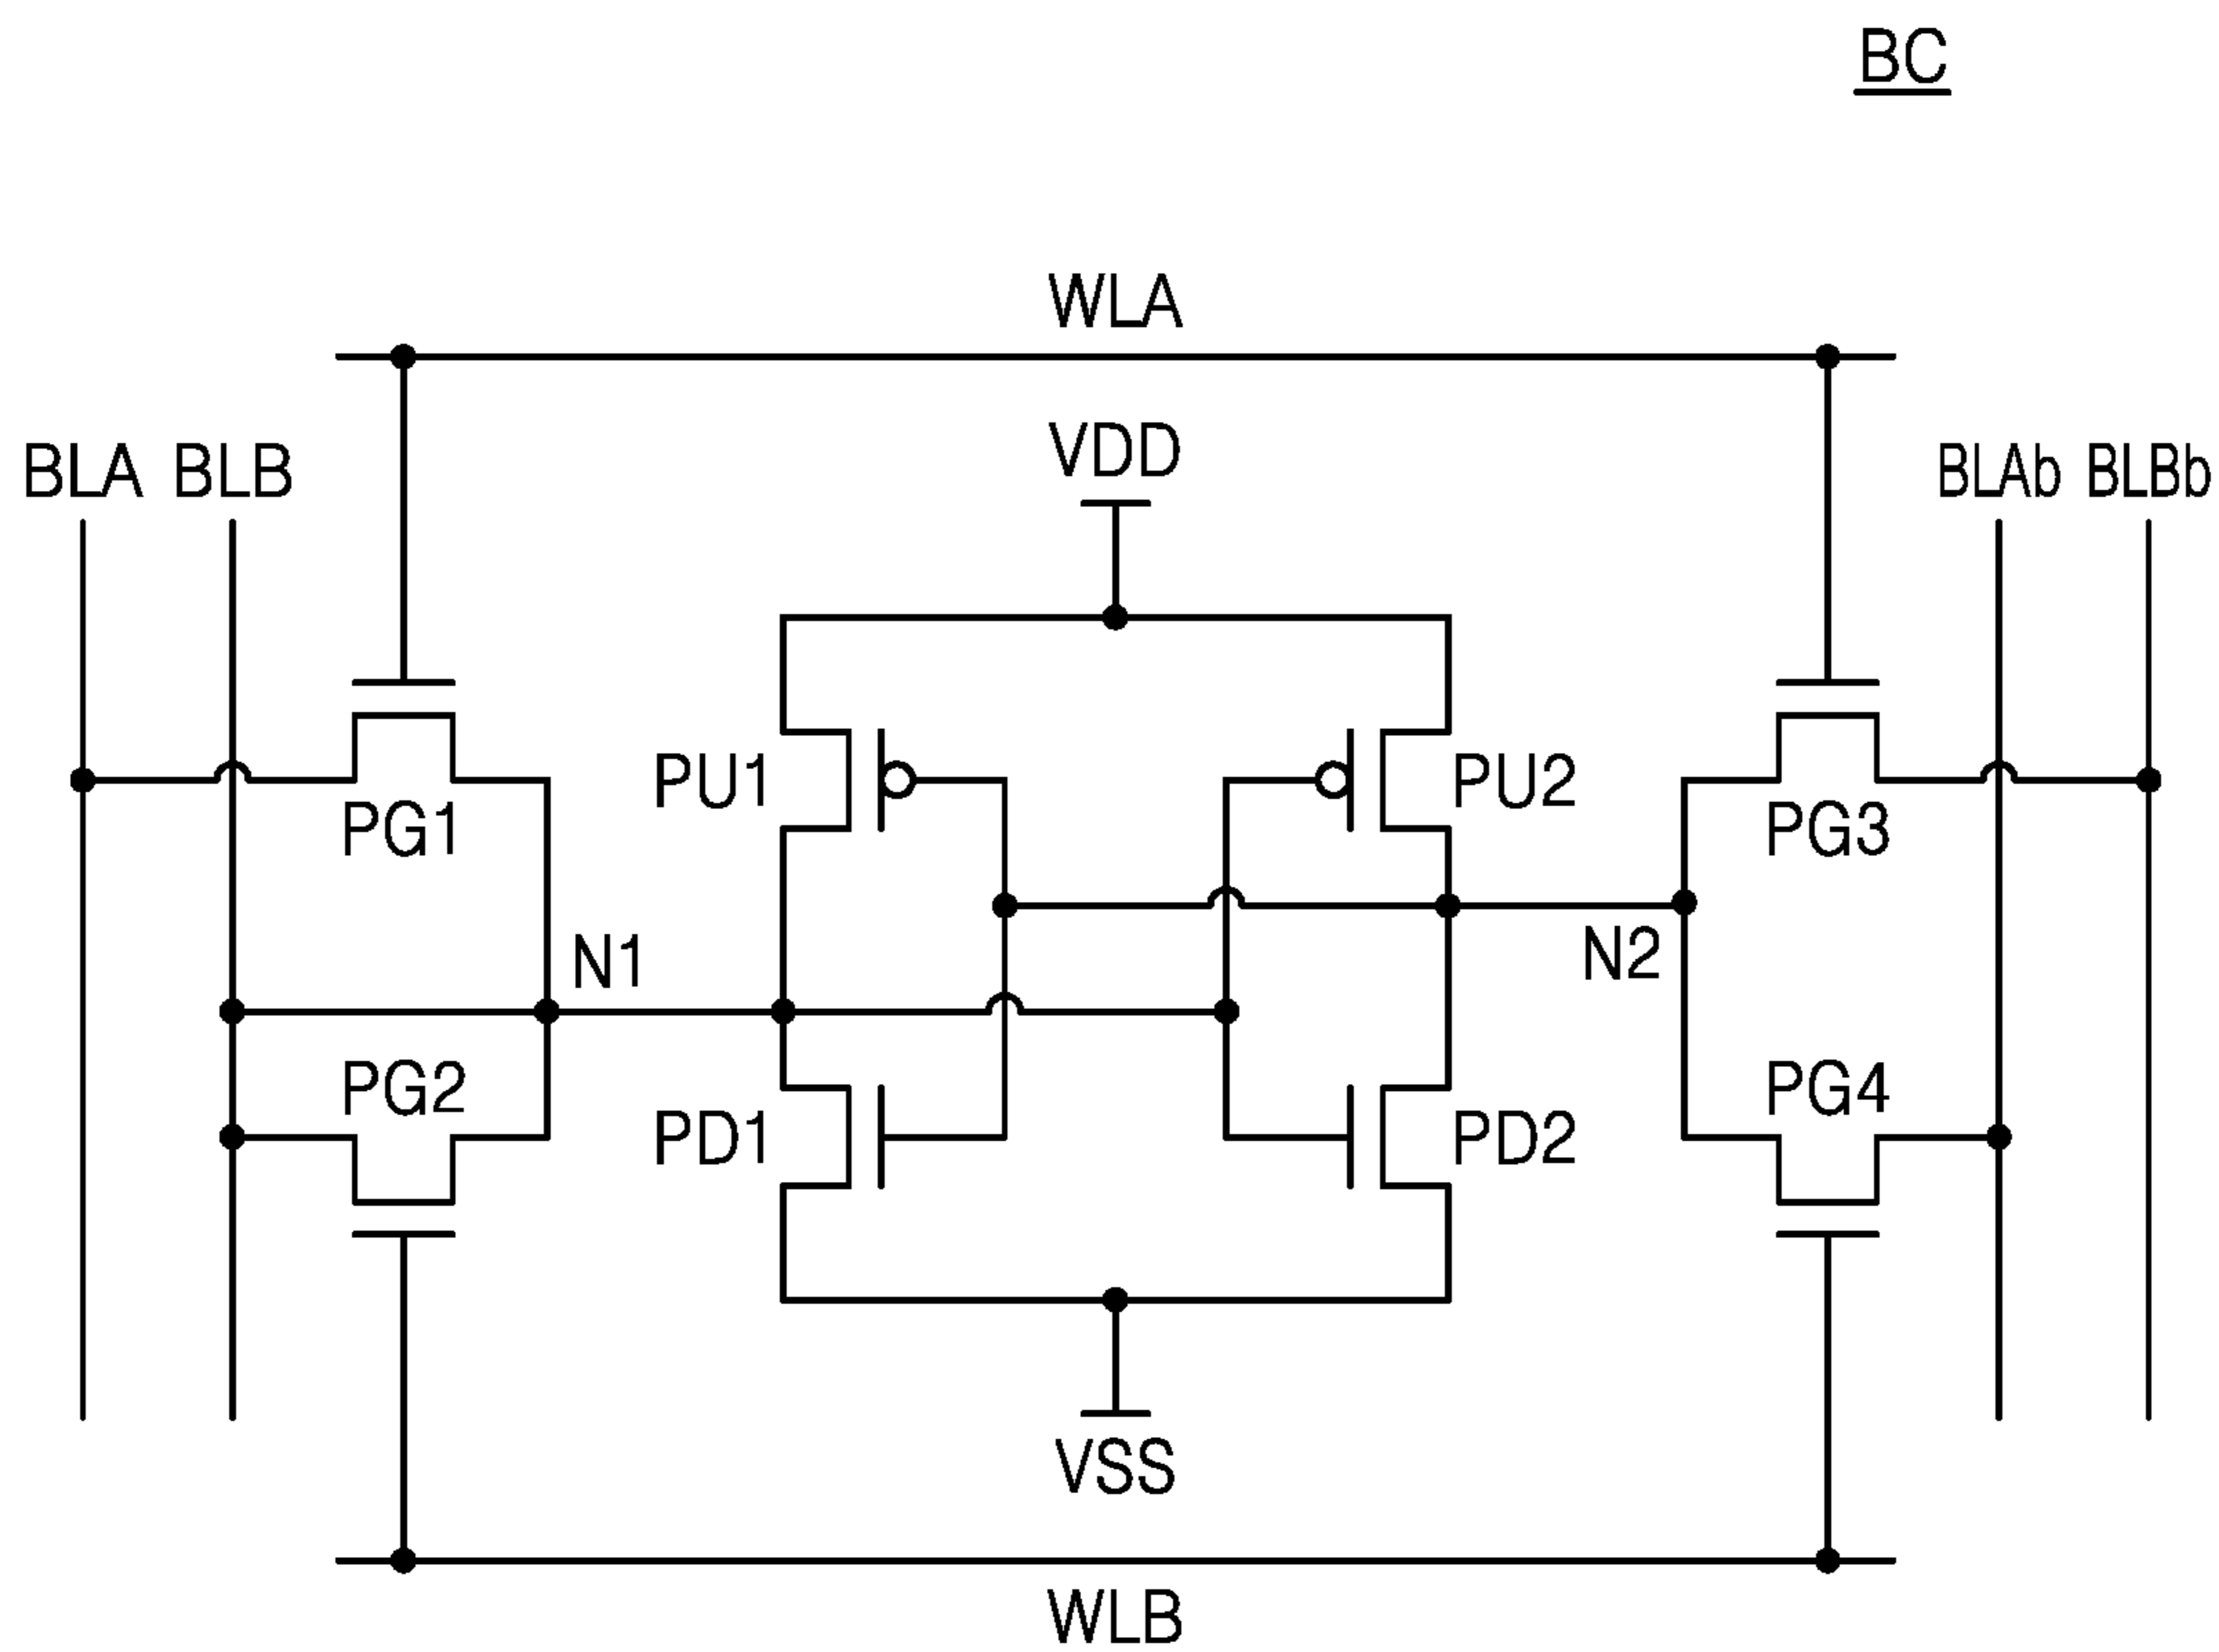 BC
WLA
VDD
BLA BLB BLAb BLBb
PU1 PU2
PG1 PG3
N1 N2
PG2 PG4
PD1 PD2
VSS
WLB